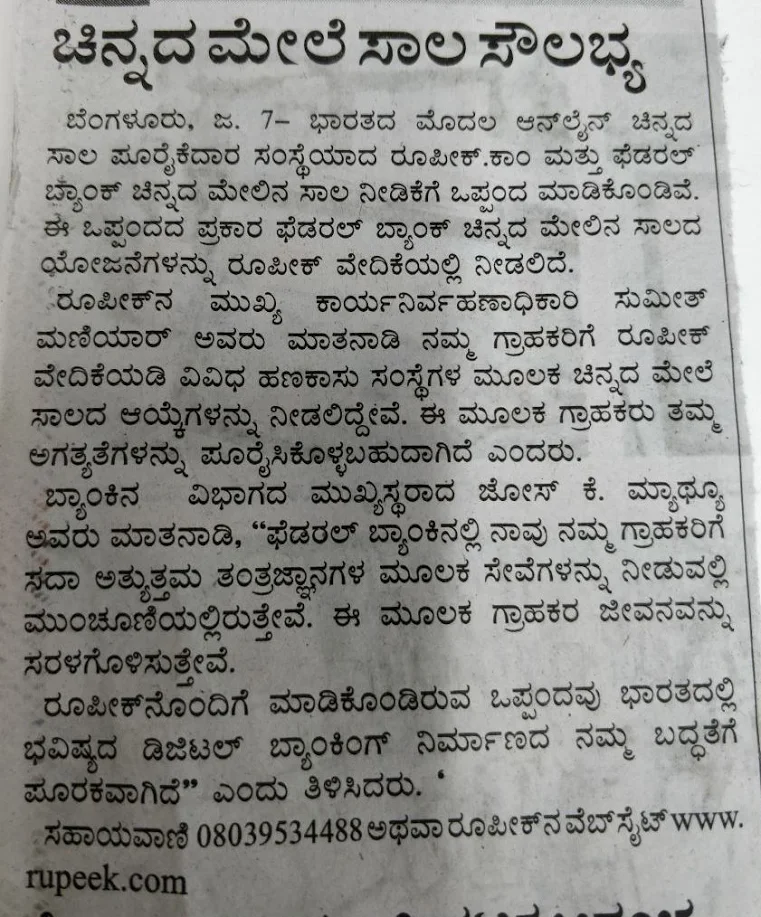 ಚಿನ್ನದ ಮೇಲೆ ಸಾಲ ಸೌಲಭ್ಯ
ಬೆಂಗಳೂರು, ಜ. 7– ಭಾರತದ ಮೊದಲ ಆನ್‌ಲೈನ್ ಚಿನ್ನದ
ಸಾಲ ಪೂರೈಕೆದಾರ ಸಂಸ್ಥೆಯಾದ ರೂಪೀಕ್.ಕಾಂ ಮತ್ತು ಫೆಡರಲ್
ಬ್ಯಾಂಕ್ ಚಿನ್ನದ ಮೇಲಿನ ಸಾಲ ನೀಡಿಕೆಗೆ ಒಪ್ಪಂದ ಮಾಡಿಕೊಂಡಿವೆ.
ಈ ಒಪ್ಪಂದದ ಪ್ರಕಾರ ಫೆಡರಲ್ ಬ್ಯಾಂಕ್ ಚಿನ್ನದ ಮೇಲಿನ ಸಾಲದ
ಯೋಜನೆಗಳನ್ನು ರೂಪೀಕ್ ವೇದಿಕೆಯಲ್ಲಿ ನೀಡಲಿದೆ.
ರೂಪೀಕ್‌ನ ಮುಖ್ಯ ಕಾರ್ಯನಿರ್ವಹಣಾಧಿಕಾರಿ ಸುಮೀತ್
ಮಣಿಯಾರ್ ಅವರು ಮಾತನಾಡಿ ನಮ್ಮ ಗ್ರಾಹಕರಿಗೆ ರೂಪೀಕ್
ವೇದಿಕೆಯಡಿ ವಿವಿಧ ಹಣಕಾಸು ಸಂಸ್ಥೆಗಳ ಮೂಲಕ ಚಿನ್ನದ ಮೇಲೆ
ಸಾಲದ ಆಯ್ಕೆಗಳನ್ನು ನೀಡಲಿದ್ದೇವೆ. ಈ ಮೂಲಕ ಗ್ರಾಹಕರು ತಮ್ಮ
ಅಗತ್ಯತೆಗಳನ್ನು ಪೂರೈಸಿಕೊಳ್ಳಬಹುದಾಗಿದೆ ಎಂದರು.
ಬ್ಯಾಂಕಿನ ವಿಭಾಗದ ಮುಖ್ಯಸ್ಥರಾದ ಜೋಸ್ ಕೆ. ಮ್ಯಾಥ್ಯೂ
ಅವರು ಮಾತನಾಡಿ, “ಫೆಡರಲ್ ಬ್ಯಾಂಕಿನಲ್ಲಿ ನಾವು ನಮ್ಮ ಗ್ರಾಹಕರಿಗೆ
ಸದಾ ಅತ್ಯುತ್ತಮ ತಂತ್ರಜ್ಞಾನಗಳ ಮೂಲಕ ಸೇವೆಗಳನ್ನು ನೀಡುವಲ್ಲಿ
ಮುಂಚೂಣಿಯಲ್ಲಿರುತ್ತೇವೆ. ಈ ಮೂಲಕ ಗ್ರಾಹಕರ ಜೀವನವನ್ನು
ಸರಳಗೊಳಿಸುತ್ತೇವೆ.
ರೂಪೀಕ್‌ನೊಂದಿಗೆ ಮಾಡಿಕೊಂಡಿರುವ ಒಪ್ಪಂದವು ಭಾರತದಲ್ಲಿ
ಭವಿಷ್ಯದ ಡಿಜಿಟಲ್ ಬ್ಯಾಂಕಿಂಗ್ ನಿರ್ಮಾಣದ ನಮ್ಮ ಬದ್ಧತೆಗೆ
ಪೂರಕವಾಗಿದೆ” ಎಂದು ತಿಳಿಸಿದರು. ‘
ಸಹಾಯವಾಣಿ 08039534488 ಅಥವಾ ರೂಪೀಕ್‌ನ ವೆಬ್‌ಸೈಟ್ www.
rupeek.com